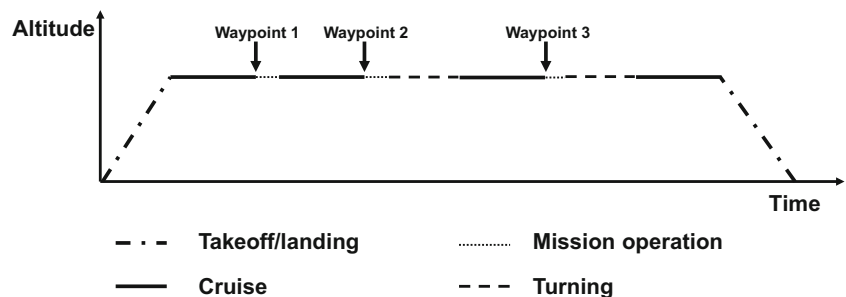 Altitude
Waypoint 1
Waypoint 2
Waypoint 3
Time
Takeoff/landing
Mission operation
Cruise
Turning